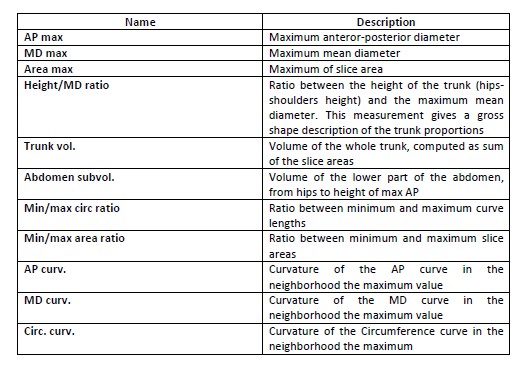 Name Description
AP max Maximum anteror-posterior diameter
MD max Maximum mean diameter
Area max Maximum of slice area
Height/MD ratio Ratio between the height of the trunk (hips-
shoulders height) and the maximum mean
diameter. This measurement gives a gross
shape description of the trunk proportions
Trunk vol. Volume of the whole trunk, computed as sum
of the slice areas
Abdomen subvol. Volume of the lower part of the abdomen,
from hips to height of max AP
Min/max circ ratio Ratio between minimum and maximum curve
lengths
Min/max area ratio Ratio between minimum and maximum slice
areas
AP curv. Curvature of the AP curve in the
neighborhood the maximum value
MD curv. Curvature of the MD curve in the
neighborhood the maximum value
Circ. curv. Curvature of the Circumference curve in the
neighborhood the maximum